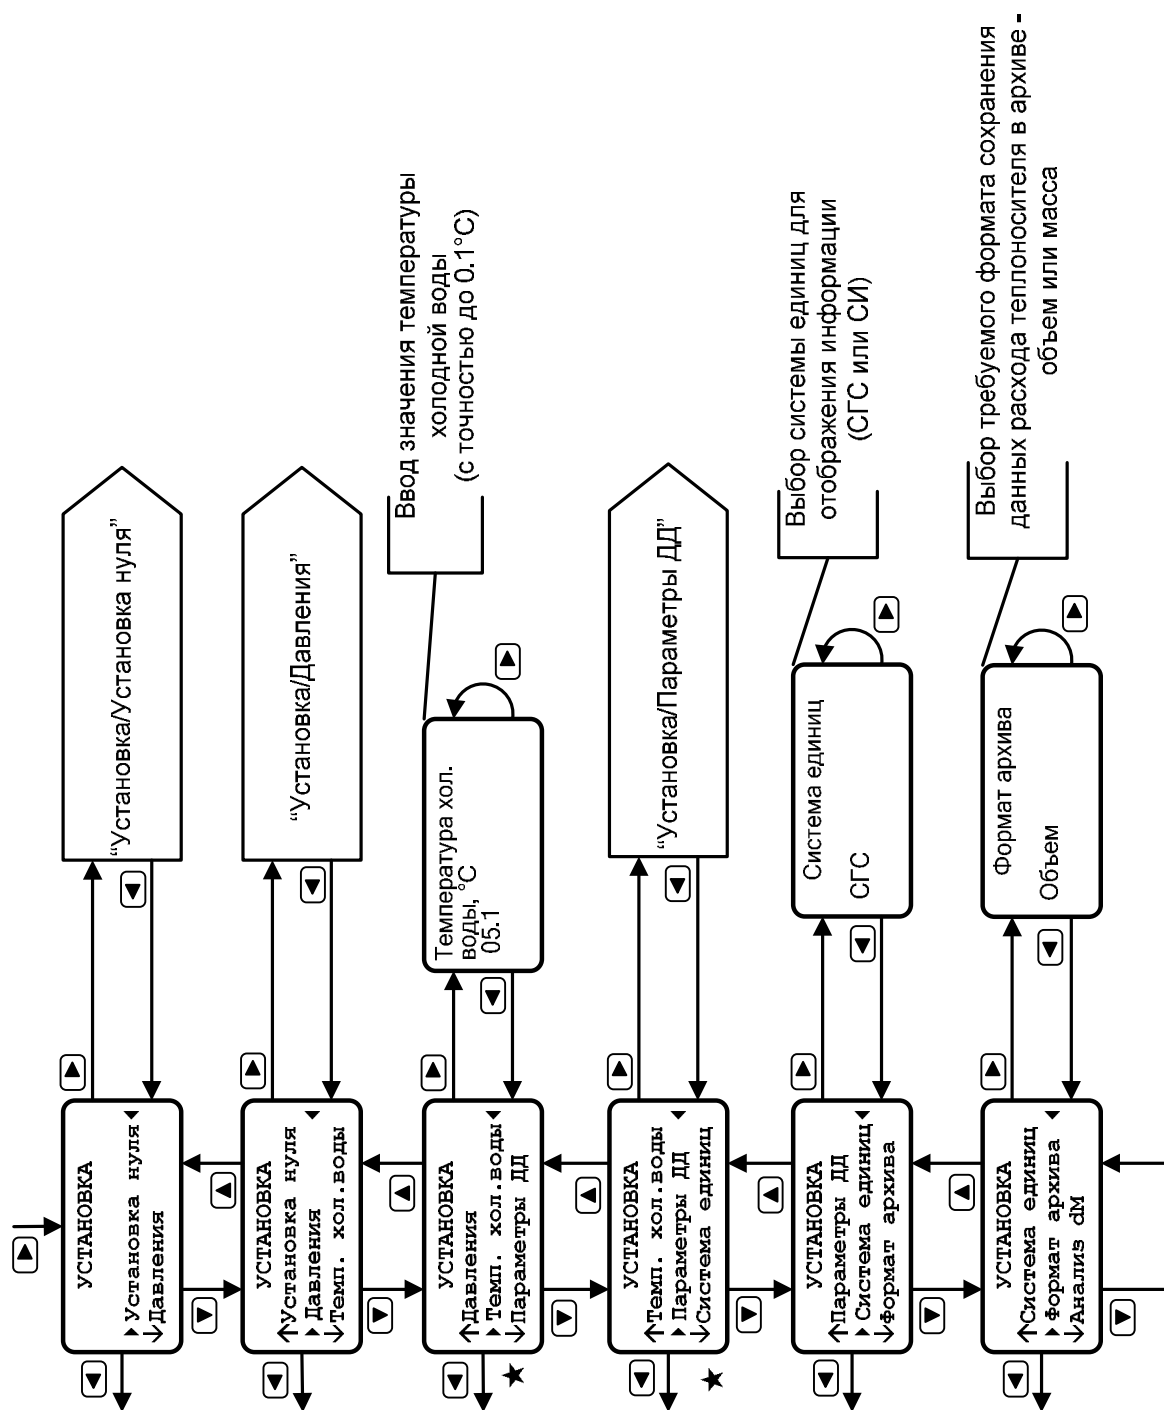 УСТАНОВКА
Установка нуля
Давления
“Установка/Установка нуля”
УСТАНОВКА
Установка нуля
Давления
Темп. хол.воды
“Установка/Давления”
УСТАНОВКА
Давления
Темп. хол.воды
Параметры ДД
Температура хол.
воды, °С
05.1
Ввод значения температуры
холодной воды
(с точностью до 0.1°С)
УСТАНОВКА
Темп. хол.воды
Параметры ДД
Система единиц
“Установка/Параметры ДД”
УСТАНОВКА
Параметры ДД
Система единиц
Формат архива
Система единиц
СГС
Выбор системы единиц для
отображения информации
(СГС или СИ)
УСТАНОВКА
Система единиц
Формат архива
Анализ dM
Формат архива
Объем
Выбор требуемого формата сохранения
данных расхода теплоносителя в архиве -
объем или масса